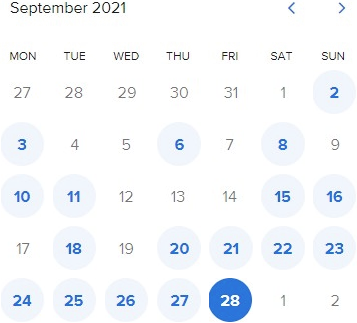 September 2021
MON TUE WED THU FRI SAT SUN
27 28 29 30 31 1 2
3 4 5 6 7 8 9
10 11 12 13 14 15 16
17 18 19 20 21 22 23
24 25 26 27 28 1 2